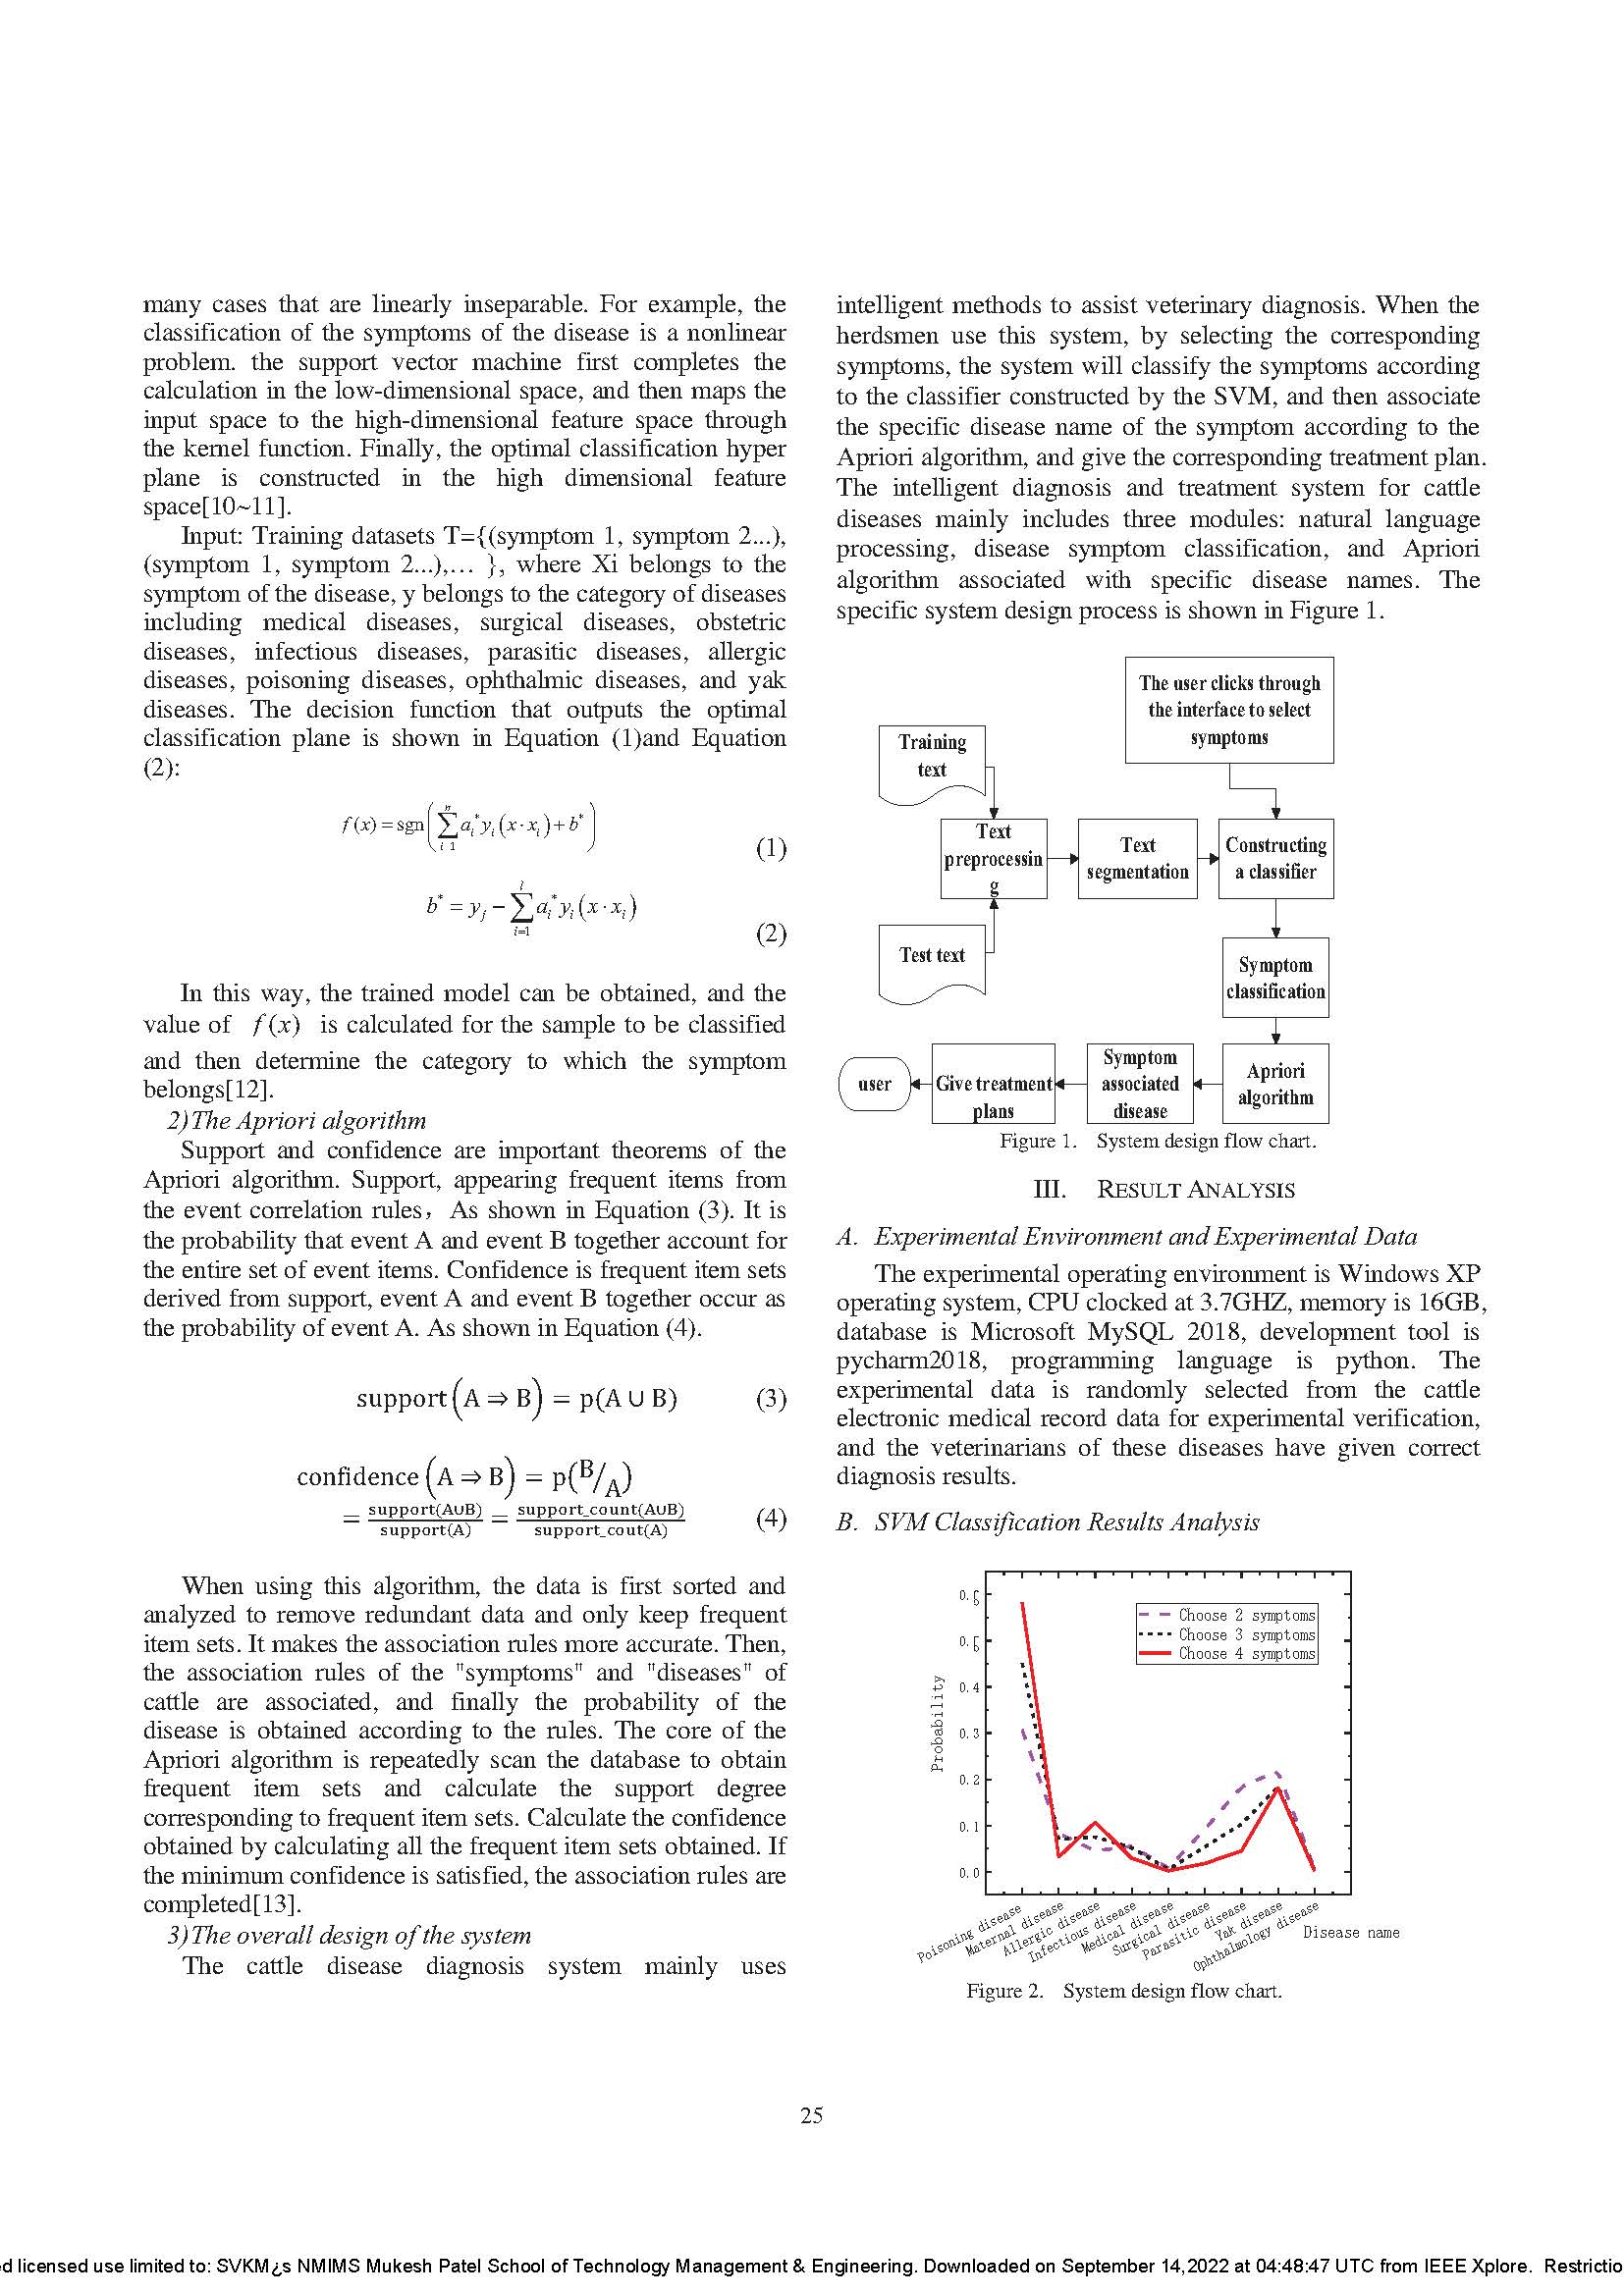 many cases that are linearly inseparable. For example, the
classification of the symptoms of the disease is a nonlinear
problem. the support vector machine first completes the
calculation in the low-dimensional space, and then maps the
input space to the high-dimensional feature space through
the kernel function. Finally, the optimal classification hyper
plane is constructed in the high dimensional feature
space[10~11].
Input: Training datasets T={(symptom 1, symptom 2...),
(symptom 1, symptom 2...),… }, where Xi belongs to the
symptom of the disease, y belongs to the category of diseases
including medical diseases, surgical diseases, obstetric
diseases, infectious diseases, parasitic diseases, allergic
diseases, poisoning diseases, ophthalmic diseases, and yak
diseases. The decision function that outputs the optimal
classification plane is shown in Equation (1)and Equation
(2):
f(x)=sgn(∑_{i=1}^{n} a_i^* y_i (x·x_i)+b^*) (1)
b^* = y_j − ∑_{i=1}^{l} a_i^* y_i (x·x_i) (2)
In this way, the trained model can be obtained, and the
value of f(x) is calculated for the sample to be classified
and then determine the category to which the symptom
belongs[12].
2)The Apriori algorithm
Support and confidence are important theorems of the
Apriori algorithm. Support, appearing frequent items from
the event correlation rules，As shown in Equation (3). It is
the probability that event A and event B together account for
the entire set of event items. Confidence is frequent item sets
derived from support, event A and event B together occur as
the probability of event A. As shown in Equation (4).
support(A ⇒ B) = p(A ∪ B) (3)
confidence(A ⇒ B) = p(B/A)
= support(A∪B)/support(A) = support_count(A∪B)/support_cout(A) (4)
When using this algorithm, the data is first sorted and
analyzed to remove redundant data and only keep frequent
item sets. It makes the association rules more accurate. Then,
the association rules of the "symptoms" and "diseases" of
cattle are associated, and finally the probability of the
disease is obtained according to the rules. The core of the
Apriori algorithm is repeatedly scan the database to obtain
frequent item sets and calculate the support degree
corresponding to frequent item sets. Calculate the confidence
obtained by calculating all the frequent item sets obtained. If
the minimum confidence is satisfied, the association rules are
completed[13].
3)The overall design of the system
The cattle disease diagnosis system mainly uses
intelligent methods to assist veterinary diagnosis. When the
herdsmen use this system, by selecting the corresponding
symptoms, the system will classify the symptoms according
to the classifier constructed by the SVM, and then associate
the specific disease name of the symptom according to the
Apriori algorithm, and give the corresponding treatment plan.
The intelligent diagnosis and treatment system for cattle
diseases mainly includes three modules: natural language
processing, disease symptom classification, and Apriori
algorithm associated with specific disease names. The
specific system design process is shown in Figure 1.
The user clicks through
the interface to select
symptoms
Training
text
Text
preprocessin
g
Text
segmentation
Constructing
a classifier
Test text
Symptom
classification
user
Give treatment
plans
Symptom
associated
disease
Apriori
algorithm
Figure 1. System design flow chart.
III. RESULT ANALYSIS
A. Experimental Environment and Experimental Data
The experimental operating environment is Windows XP
operating system, CPU clocked at 3.7GHZ, memory is 16GB,
database is Microsoft MySQL 2018, development tool is
pycharm2018, programming language is python. The
experimental data is randomly selected from the cattle
electronic medical record data for experimental verification,
and the veterinarians of these diseases have given correct
diagnosis results.
B. SVM Classification Results Analysis
0.6
0.5
0.4
0.3
0.2
0.1
0.0
Probability
Choose 2 symptoms
Choose 3 symptoms
Choose 4 symptoms
Poisoning disease
Maternal disease
Allergic disease
Infectious disease
Medical disease
Surgical disease
Parasitic disease
Yak disease
Ophthalmology disease
Disease name
Figure 2. System design flow chart.
25
d licensed use limited to: SVKM¿s NMIMS Mukesh Patel School of Technology Management & Engineering. Downloaded on September 14,2022 at 04:48:47 UTC from IEEE Xplore. Restrictio